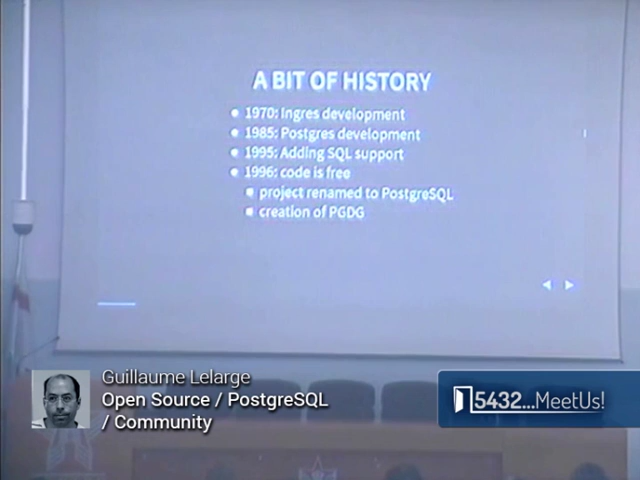 A BIT OF HISTORY
1970: Ingres development
1985: Postgres development
1995: Adding SQL support
1996: code is free
project renamed to PostgreSQL
creation of PGDG
Guillaume Lelarge
Open Source / PostgreSQL
/ Community
5432...MeetUs!